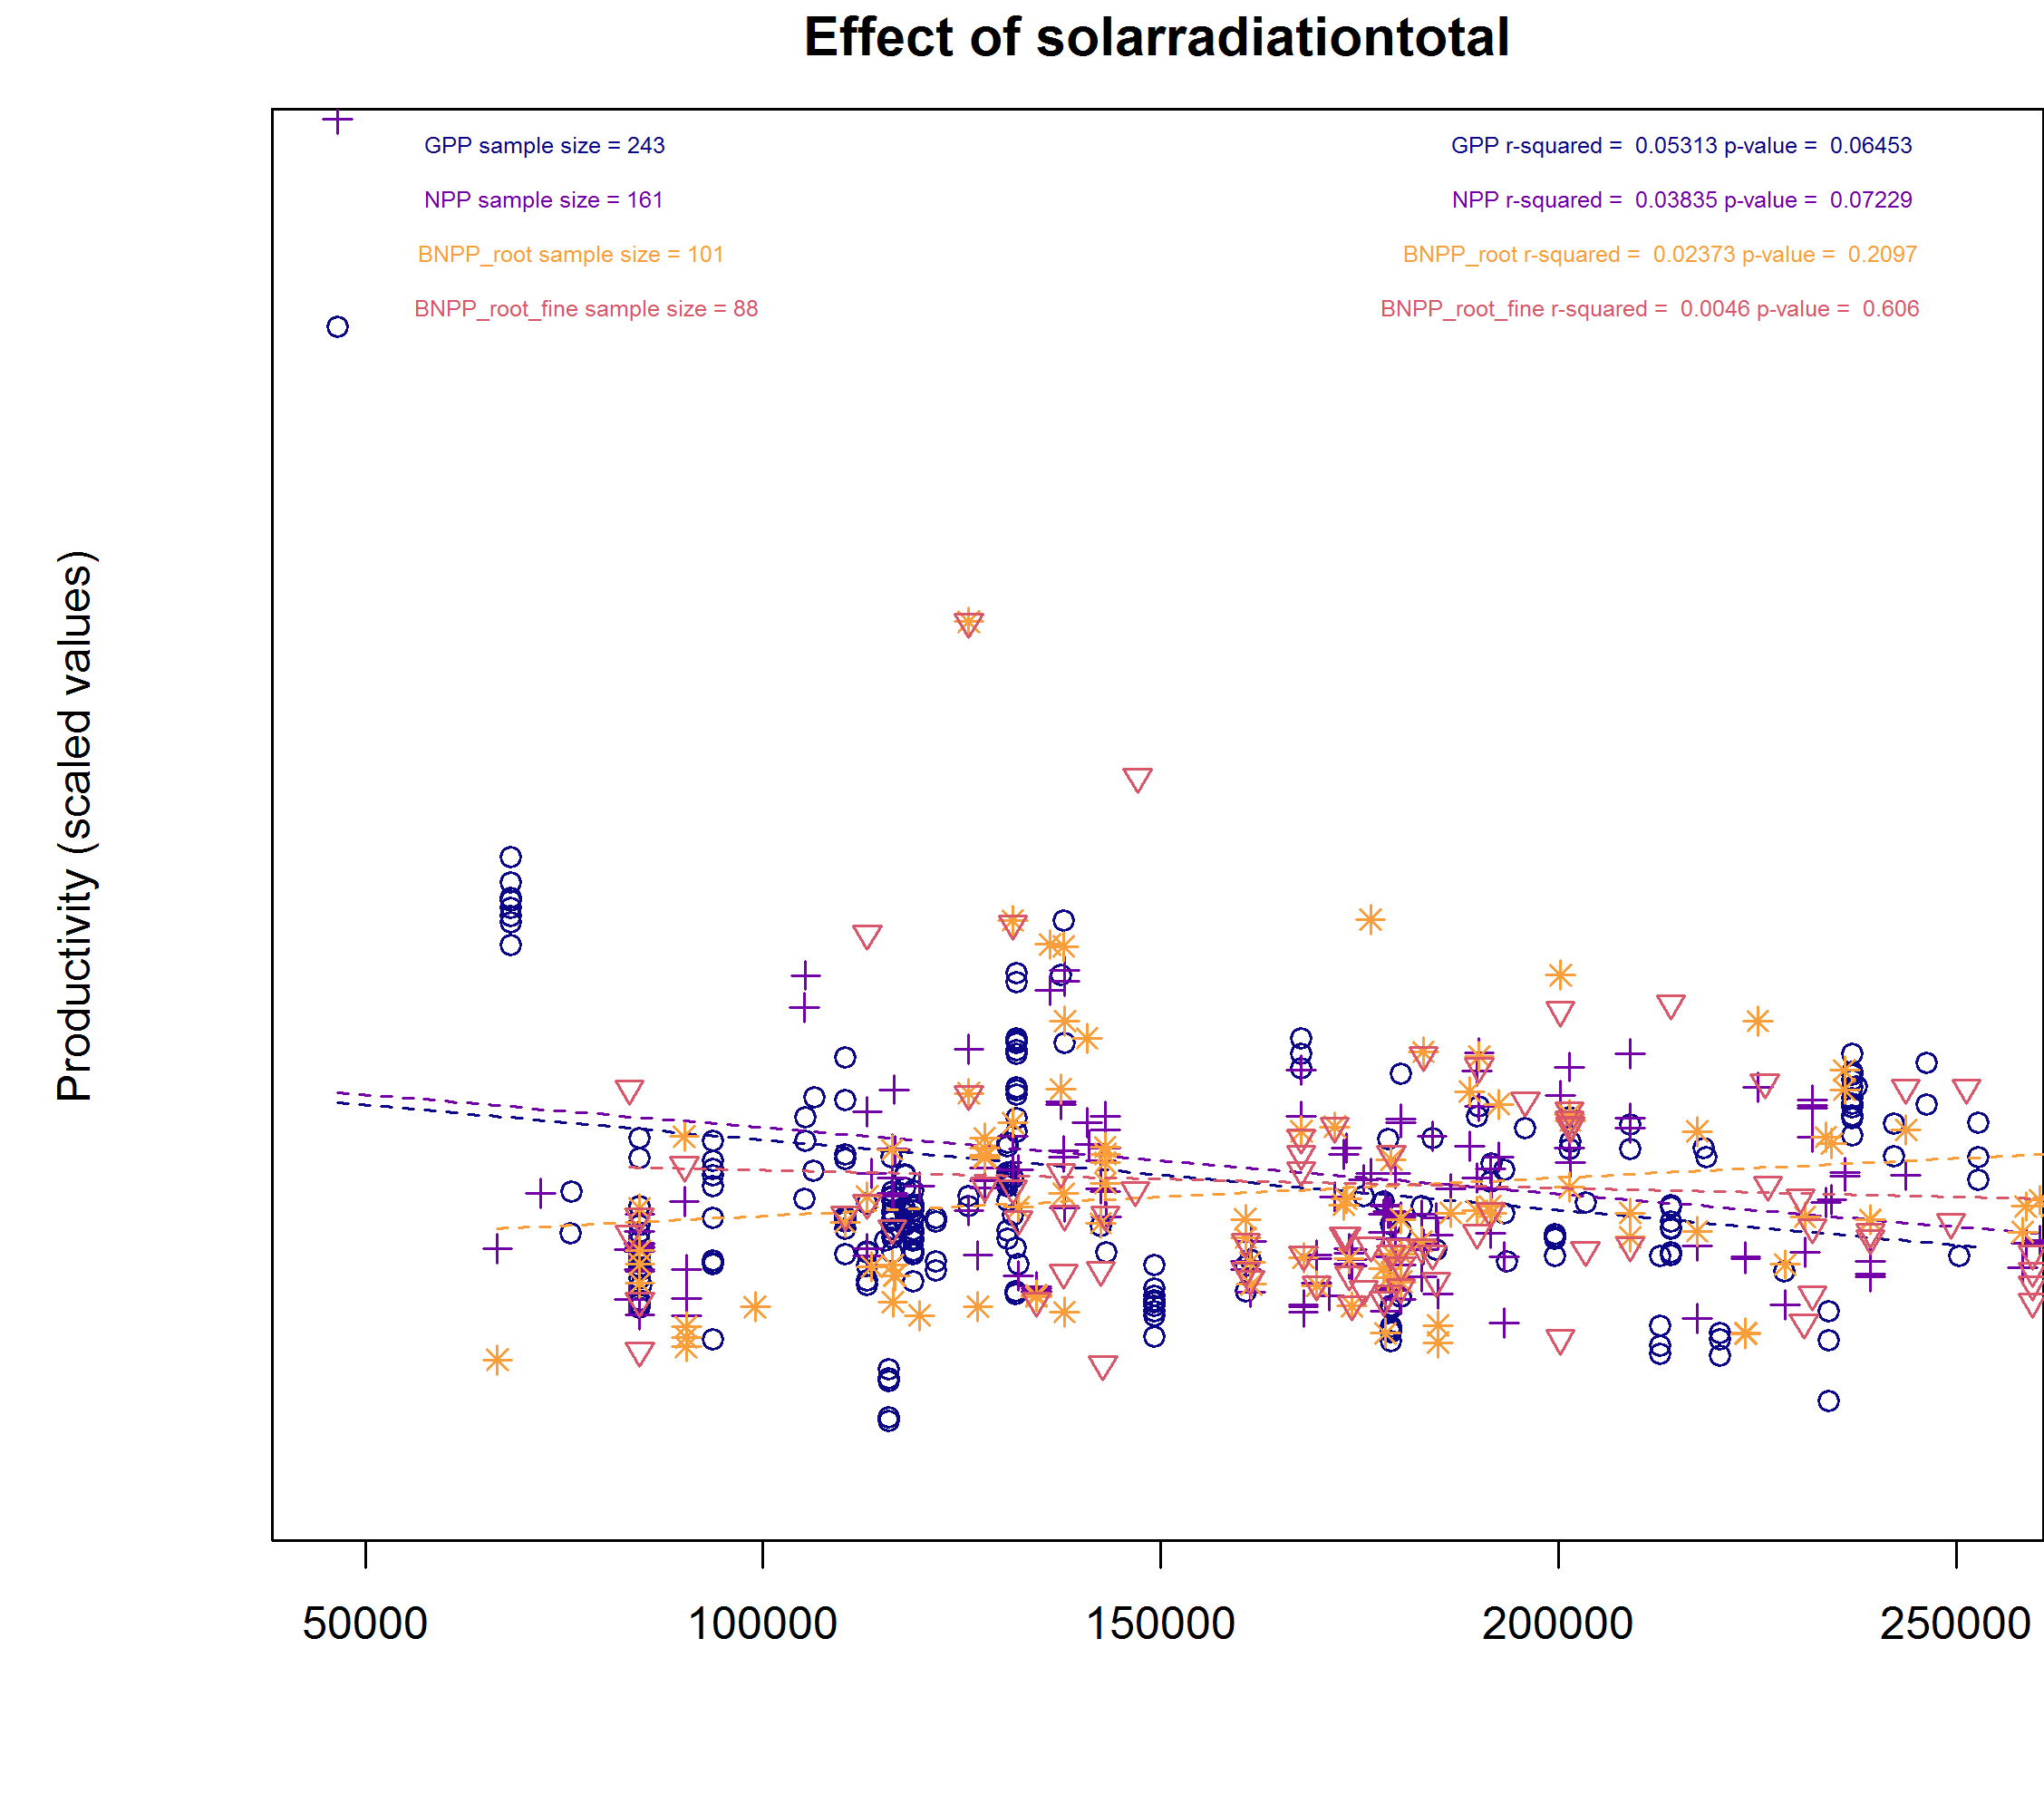 Effect of solarradiationtotal
GPP sample size = 243
GPP r-squared =  0.05313 p-value =  0.06453
NPP sample size = 161
NPP r-squared =  0.03835 p-value =  0.07229
BNPP_root sample size = 101
BNPP_root r-squared =  0.02373 p-value =  0.2097
BNPP_root_fine sample size = 88
BNPP_root_fine r-squared =  0.0046 p-value =  0.606
Productivity (scaled values)
50000
100000
150000
200000
250000